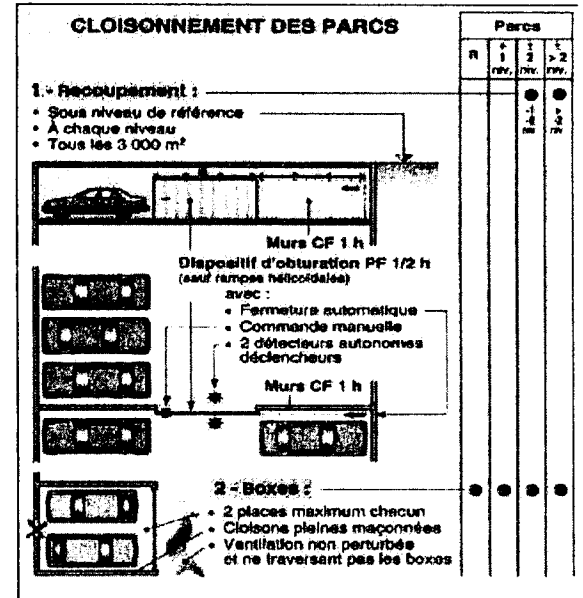 CLOISONNEMENT DES PARCS
Parcs
R
+ 1 niv.
± 2 niv.
± > 2 niv.
1 - Recoupement :
• Sous niveau de référence
• À chaque niveau
• Tous les 3 000 m²
Murs CF 1 h
Dispositif d'obturation PF 1/2 h
(sauf rampes hélicoïdales)
avec :
• Fermeture automatique
• Commande manuelle
• 2 détecteurs autonomes
déclencheurs
Murs CF 1 h
2 - Boxes :
• 2 places maximum chacun
• Cloisons pleines maçonnées
• Ventilation non perturbée
et ne traversant pas les boxes